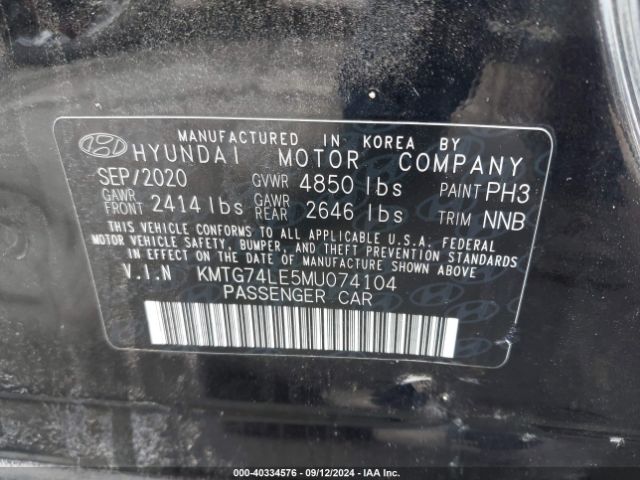 MANUFACTURED IN KOREA BY
HYUNDAI MOTOR COMPANY
SEP/2020 GVWR 4850 lbs PAINT PH3
GAWR FRONT 2414 lbs GAWR REAR 2646 lbs TRIM NNB
THIS VEHICLE CONFORMS TO ALL APPLICABLE U.S.A. FEDERAL
MOTOR VEHICLE SAFETY, BUMPER, AND THEFT PREVENTION STANDARDS
IN EFFECT ON THE DATE OF MANUFACTURE SHOWN ABOVE.
V.I.N KMTG74LE5MU074104
PASSENGER CAR
000-40334576 - 09/12/2024 - IAA Inc.